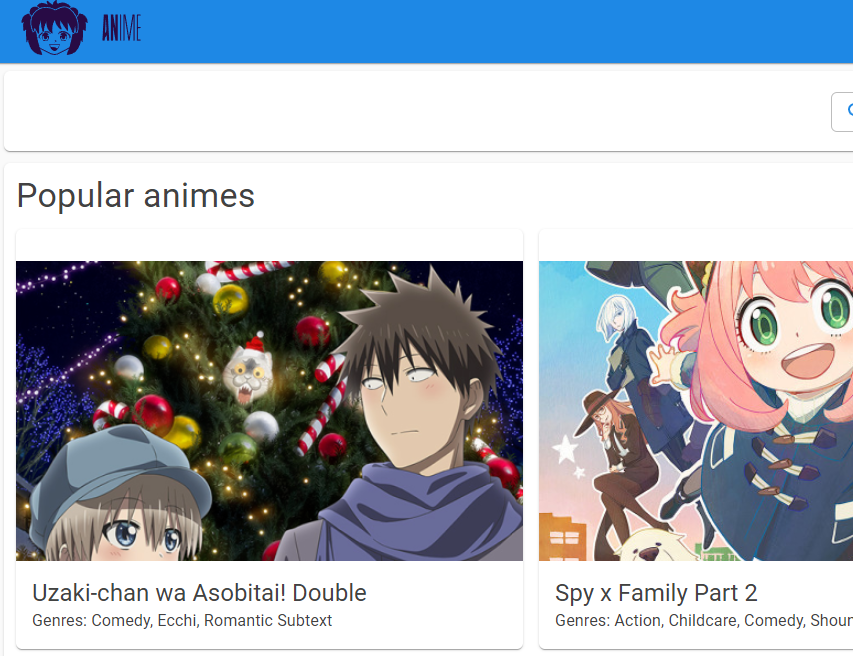 ANIME
Popular animes
Uzaki-chan wa Asobitai! Double
Genres: Comedy, Ecchi, Romantic Subtext
Spy x Family Part 2
Genres: Action, Childcare, Comedy, Shoun